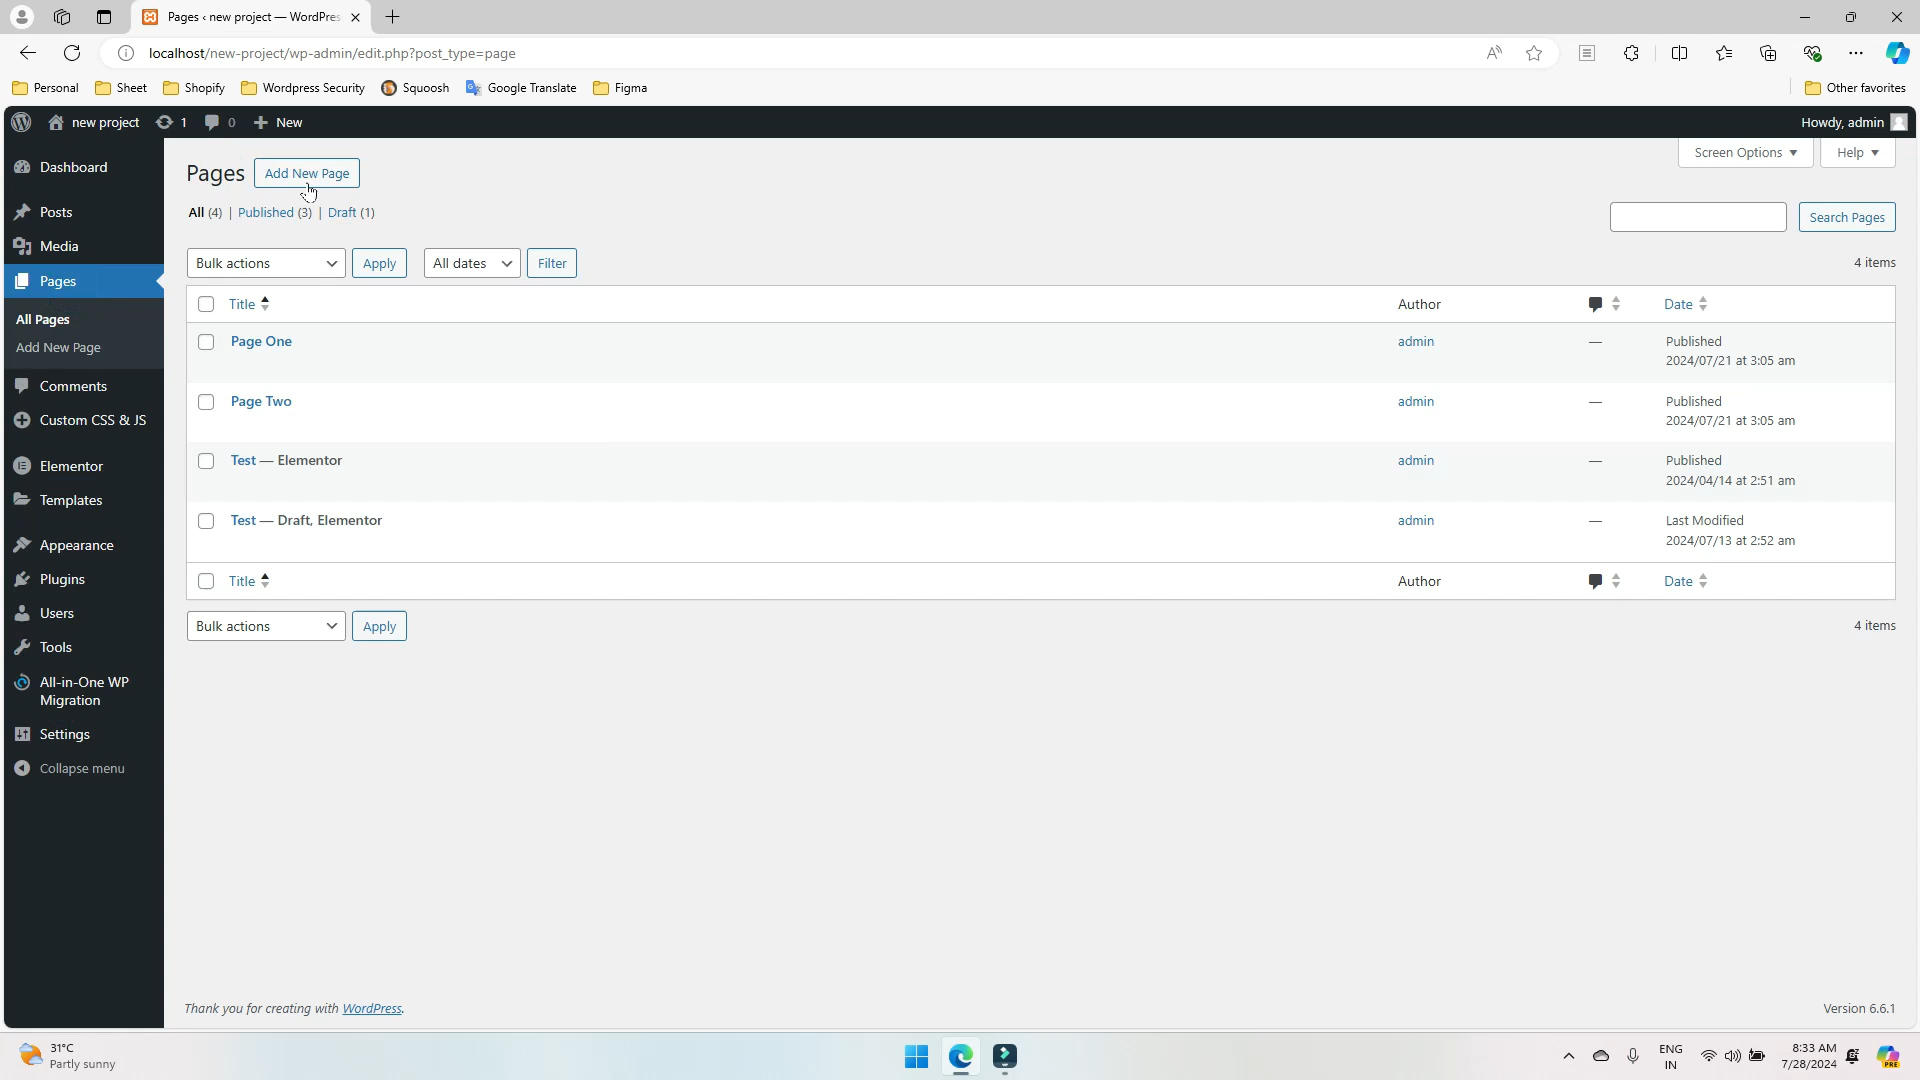 Pages ‹ new project — WordPres
localhost/new-project/wp-admin/edit.php?post_type=page
Personal Sheet Shopify Wordpress Security Squoosh Google Translate Figma Other favorites
new project 1 0 New Howdy, admin
Dashboard
Posts
Media
Pages
All Pages
Add New Page
Comments
Custom CSS & JS
Elementor
Templates
Appearance
Plugins
Users
Tools
All-in-One WP
Migration
Settings
Collapse menu
Screen Options Help
Pages Add New Page
All (4) | Published (3) | Draft (1)
Search Pages
Bulk actions Apply All dates Filter 4 items
Title Author Date
Page One admin — Published
2024/07/21 at 3:05 am
Page Two admin — Published
2024/07/21 at 3:05 am
Test — Elementor admin — Published
2024/04/14 at 2:51 am
Test — Draft, Elementor admin — Last Modified
2024/07/13 at 2:52 am
Title Author Date
Bulk actions Apply 4 items
Thank you for creating with WordPress. Version 6.6.1
31°C
Partly sunny
ENG
IN
8:33 AM
7/28/2024
PRE